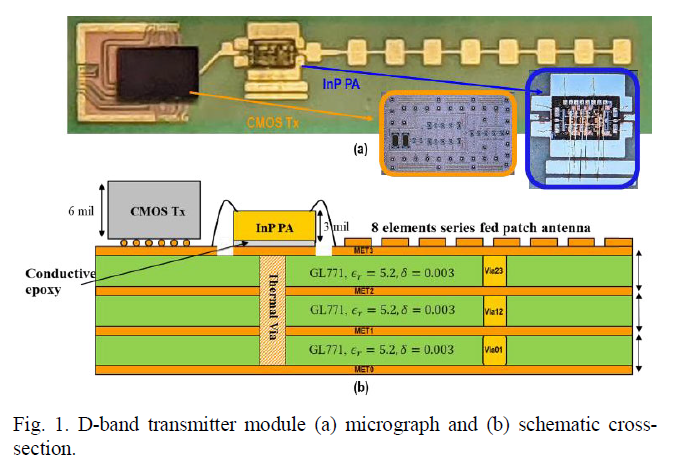 InP PA
CMOS Tx
(a)
6 mil
CMOS Tx
InP PA
3 mil
8 elements series fed patch antenna
MET3
Conductive
epoxy
Thermal Via
GL771, ϵᵣ = 5.2, δ = 0.003
Via23
MET2
GL771, ϵᵣ = 5.2, δ = 0.003
Via12
MET1
GL771, ϵᵣ = 5.2, δ = 0.003
Via01
MET0
(b)
Fig. 1. D-band transmitter module (a) micrograph and (b) schematic cross-
section.